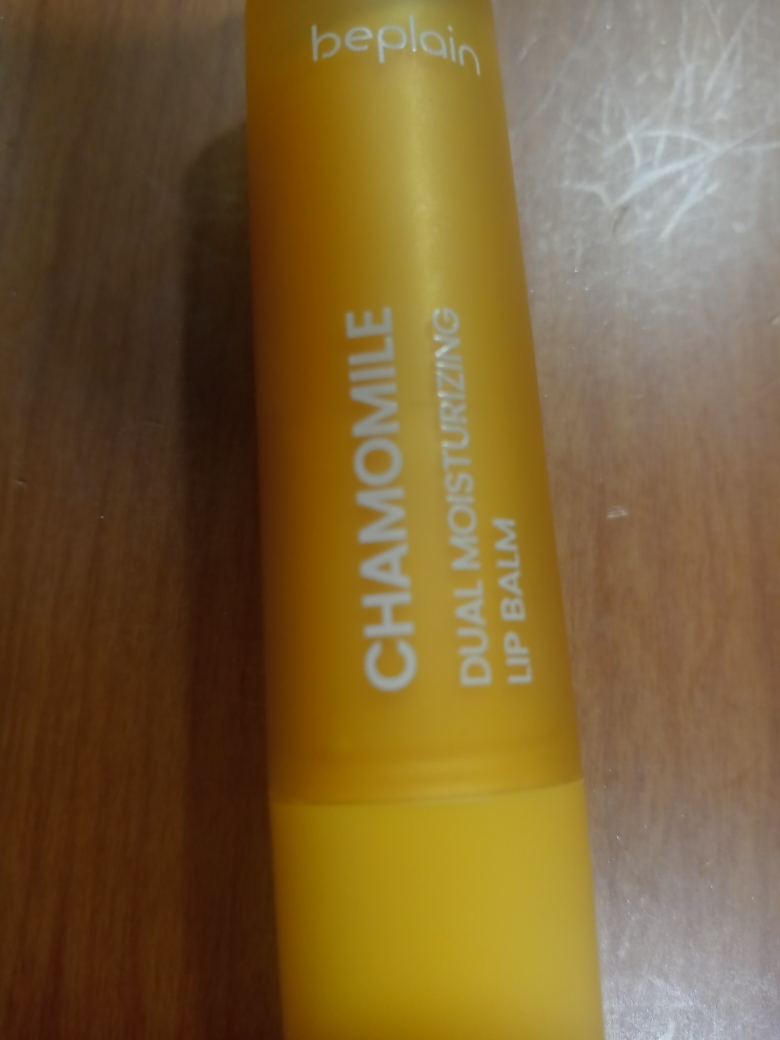 beplain
CHAMOMILE
DUAL MOISTURIZING
LIP BALM